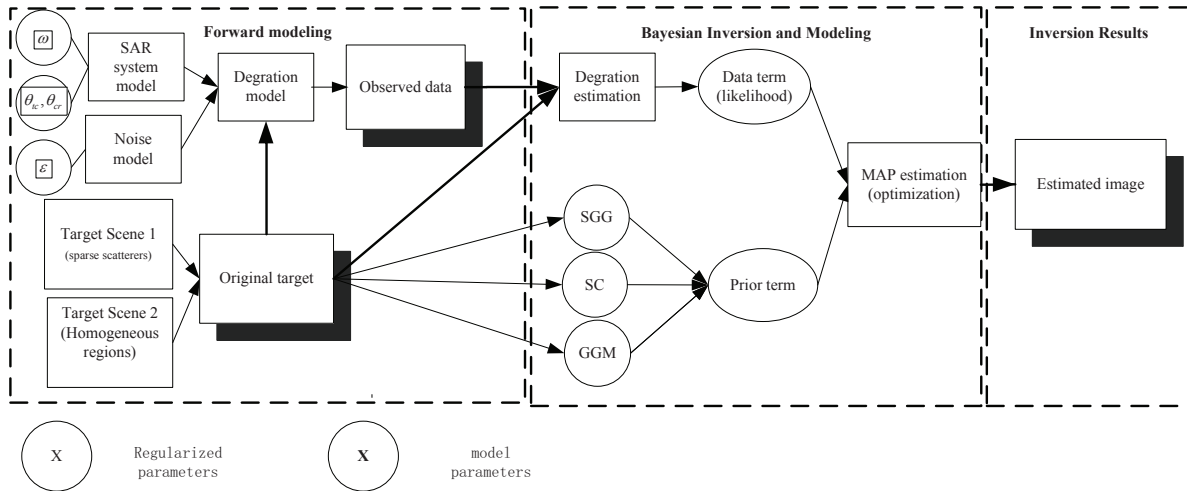 Forward modeling
ω
θtc, θcr
ε
SAR
system
model
Noise
model
Degration
model
Observed data
Target Scene 1
(sparse scatterers)
Target Scene 2
(Homogeneous
regions)
Original target
Bayesian Inversion and Modeling
Degration
estimation
Data term
(likelihood)
SGG
SC
GGM
Prior term
MAP estimation
(optimization)
Inversion Results
Estimated image
X
Regularized
parameters
X
model
parameters